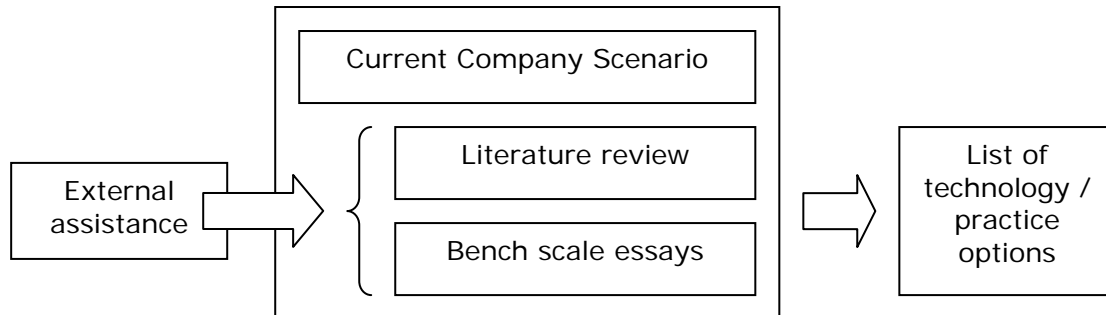 Current Company Scenario
External
assistance
Literature review
Bench scale essays
List of
technology /
practice
options